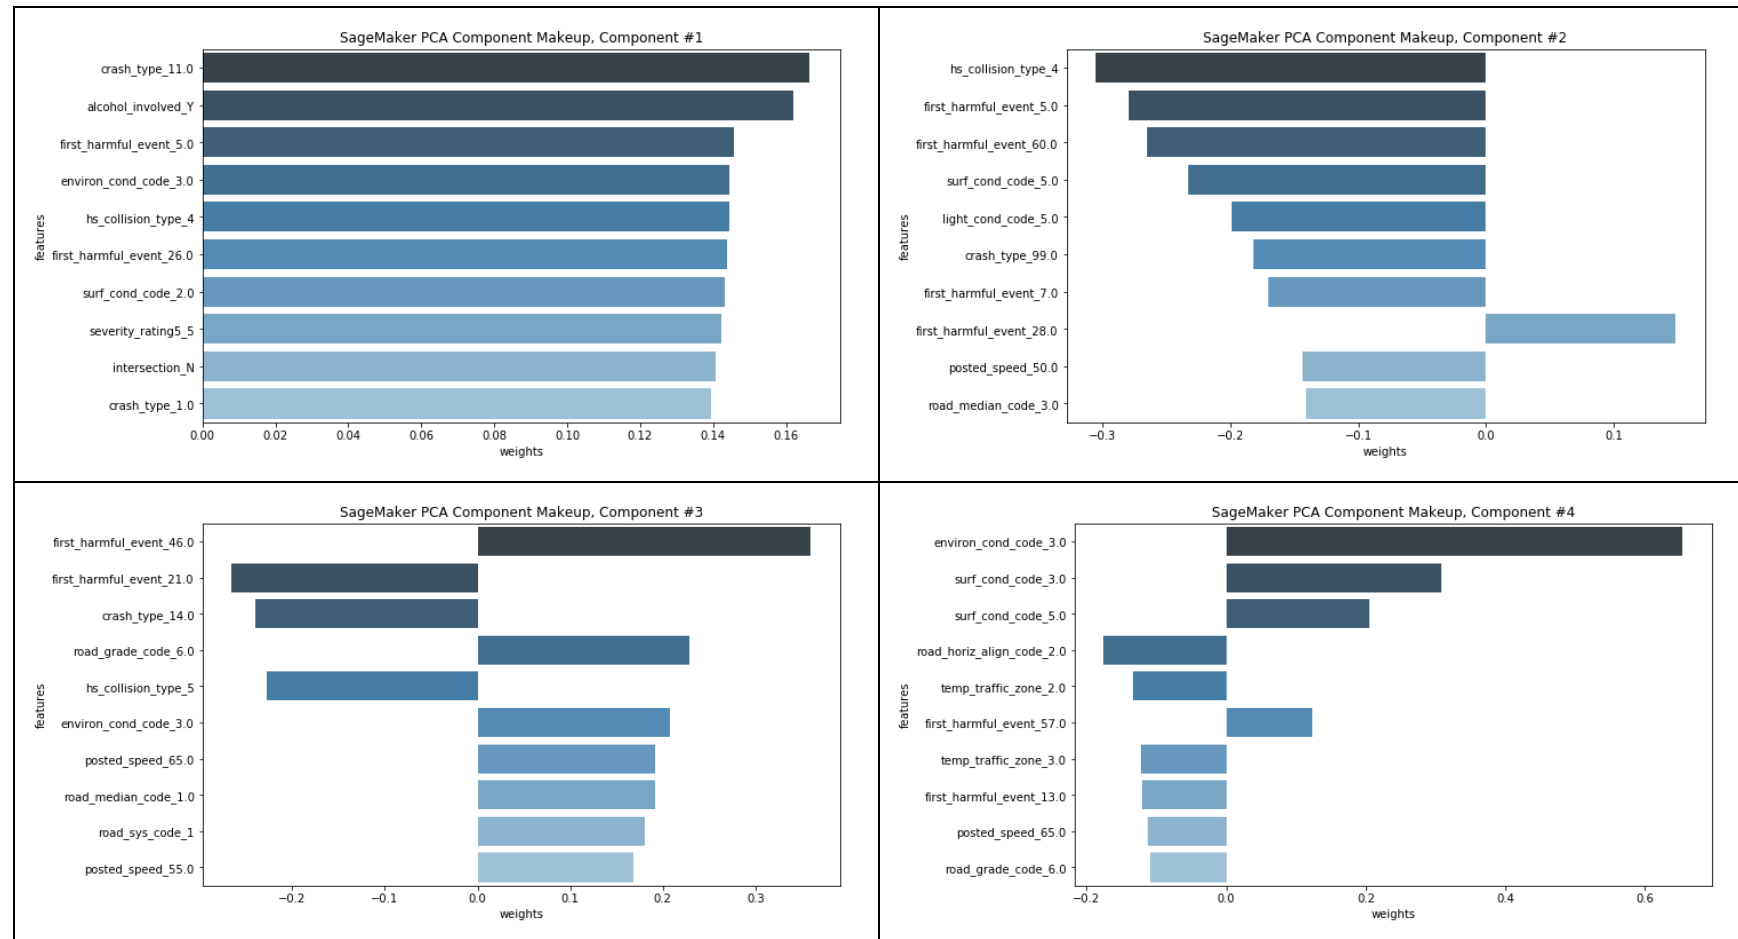 SageMaker PCA Component Makeup, Component #1
crash_type_11.0
alcohol_involved_Y
first_harmful_event_5.0
environ_cond_code_3.0
hs_collision_type_4
first_harmful_event_26.0
surf_cond_code_2.0
severity_rating5_5
intersection_N
crash_type_1.0
features
0.00 0.02 0.04 0.06 0.08 0.10 0.12 0.14 0.16
weights
SageMaker PCA Component Makeup, Component #2
hs_collision_type_4
first_harmful_event_5.0
first_harmful_event_60.0
surf_cond_code_5.0
light_cond_code_5.0
crash_type_99.0
first_harmful_event_7.0
first_harmful_event_28.0
posted_speed_50.0
road_median_code_3.0
features
−0.3 −0.2 −0.1 0.0 0.1
weights
SageMaker PCA Component Makeup, Component #3
first_harmful_event_46.0
first_harmful_event_21.0
crash_type_14.0
road_grade_code_6.0
hs_collision_type_5
environ_cond_code_3.0
posted_speed_65.0
road_median_code_1.0
road_sys_code_1
posted_speed_55.0
features
−0.2 −0.1 0.0 0.1 0.2 0.3
weights
SageMaker PCA Component Makeup, Component #4
environ_cond_code_3.0
surf_cond_code_3.0
surf_cond_code_5.0
road_horiz_align_code_2.0
temp_traffic_zone_2.0
first_harmful_event_57.0
temp_traffic_zone_3.0
first_harmful_event_13.0
posted_speed_65.0
road_grade_code_6.0
features
−0.2 0.0 0.2 0.4 0.6
weights